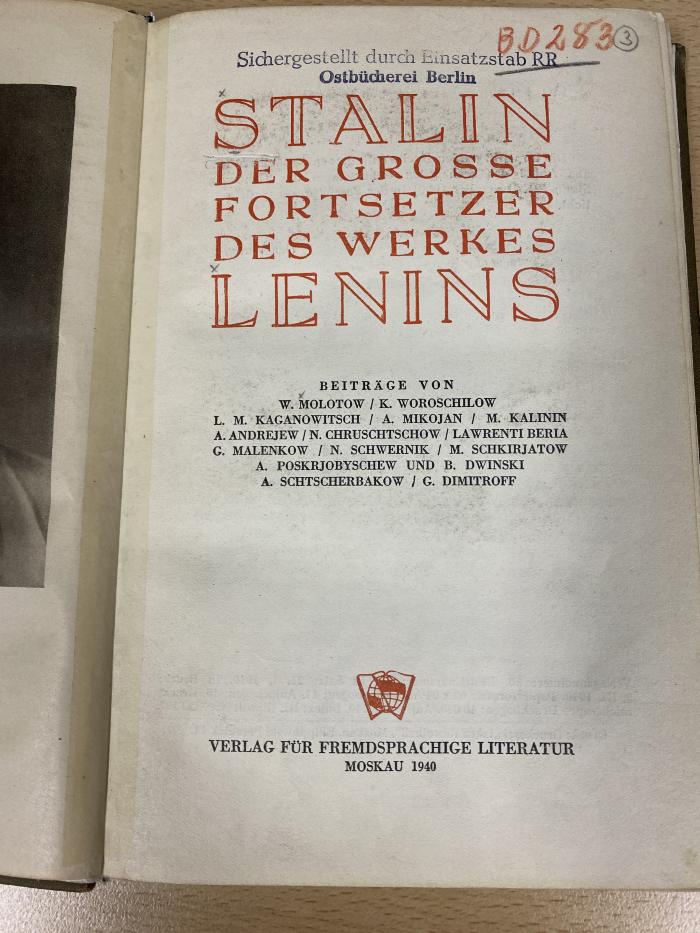 BD283 3
Sichergestellt durch Einsatzstab RR
Ostbücherei Berlin
STALIN
DER GROSSE
FORTSETZER
DES WERKES
LENINS
BEITRÄGE VON
W. MOLOTOW / K. WOROSCHILOW
L. M. KAGANOWITSCH / A. MIKOJAN / M. KALININ
A. ANDREJEW / N. CHRUSCHTSCHOW / LAWRENTI BERIA
G. MALENKOW / N. SCHWERNIK / M. SCHKIRJATOW
A. POSKRJOBYSCHEW UND B. DWINSKI
A. SCHTSCHERBAKOW / G. DIMITROFF
VERLAG FÜR FREMDSPRACHIGE LITERATUR
MOSKAU 1940